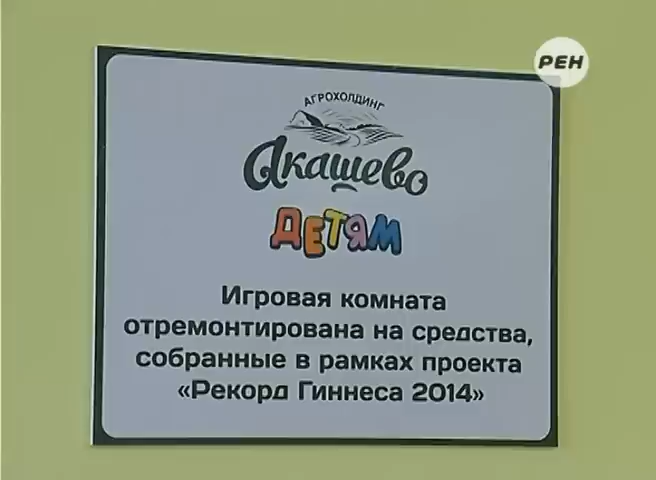 РЕН
АГРОХОЛДИНГ
Акашево
ДЕТЯМ
Игровая комната
отремонтирована на средства,
собранные в рамках проекта
«Рекорд Гиннеса 2014»